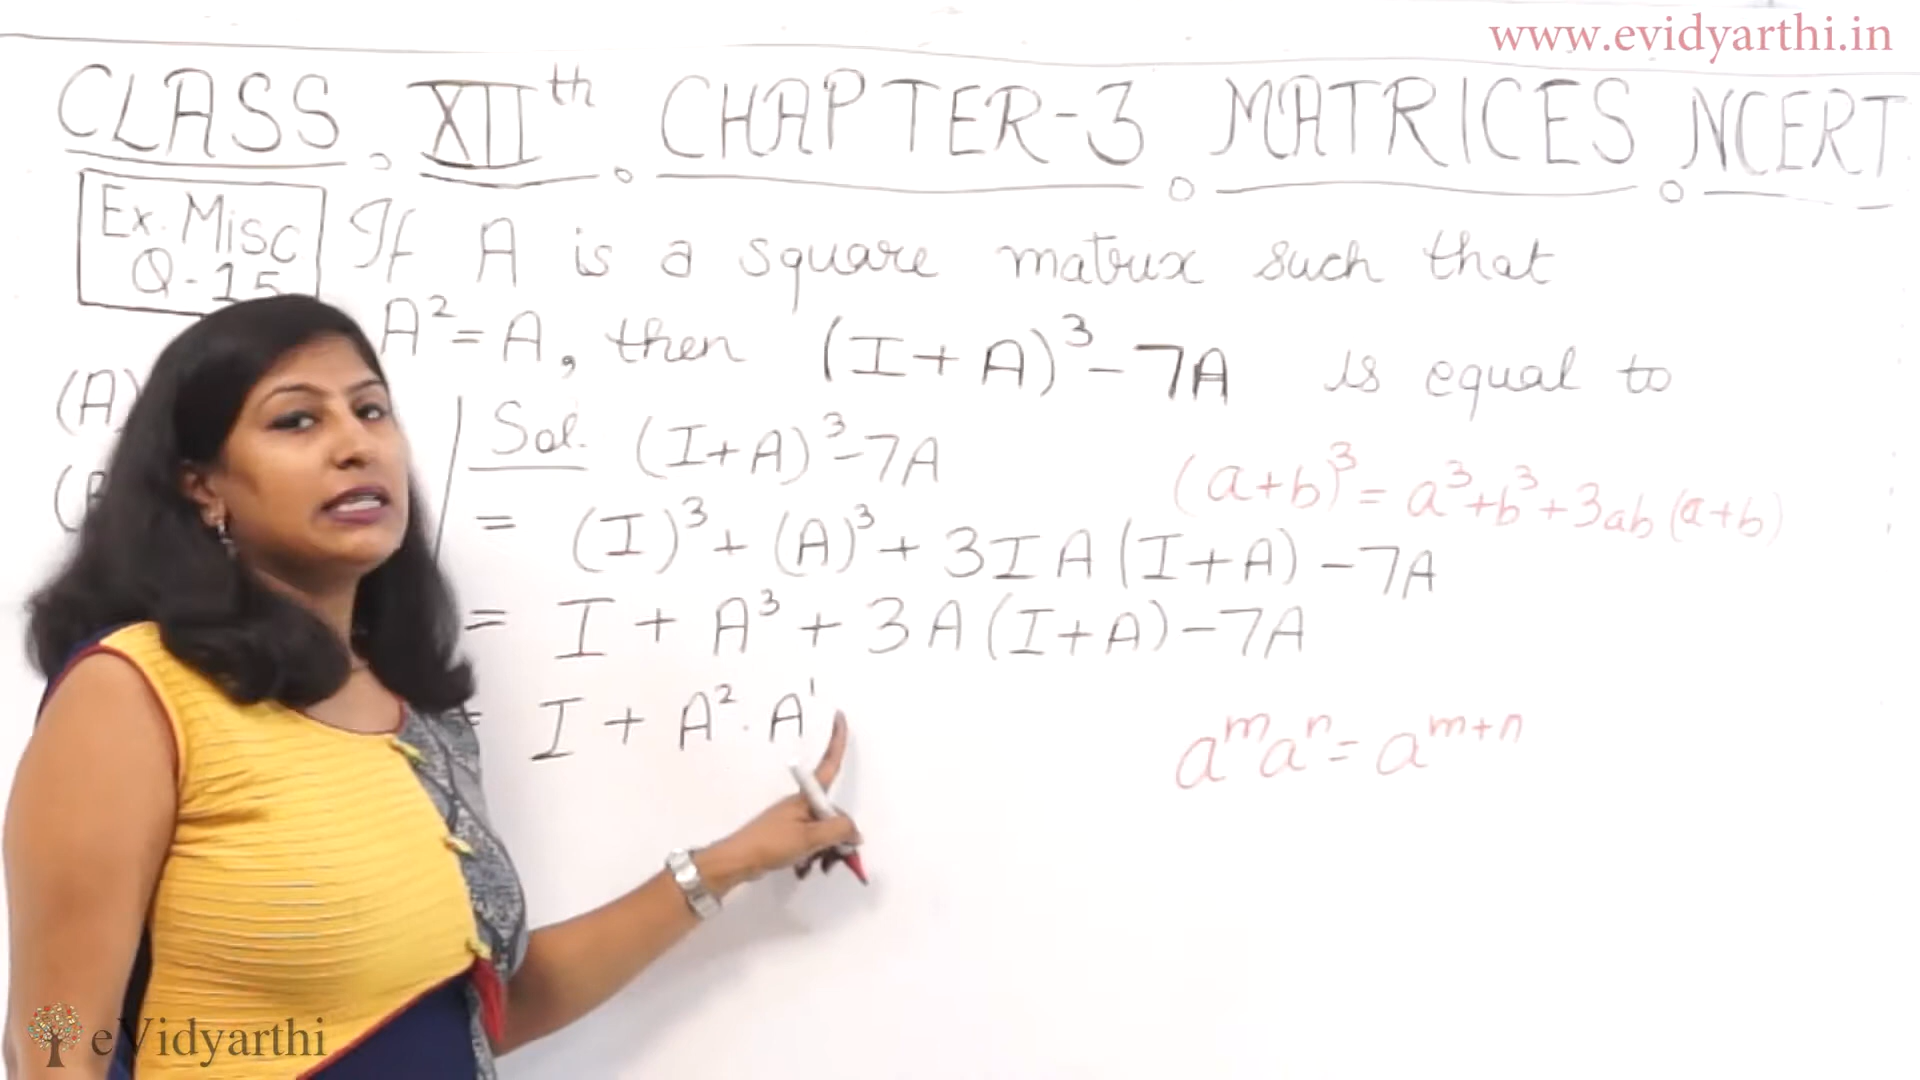 www.evidyarthi.in
CLASS XIIth CHAPTER-3 MATRICES NCERT
Ex. Misc
Q-15
If A is a square matrix such that
A² = A, then (I+A)³-7A is equal to
(A)
Sol. (I+A)³-7A
(a+b)³ = a³+b³+3ab(a+b)
= (I)³ + (A)³ + 3IA(I+A) -7A
= I + A³ + 3A(I+A) -7A
= I + A² . A¹
aᵐaⁿ = aᵐ⁺ⁿ
eVidyarthi